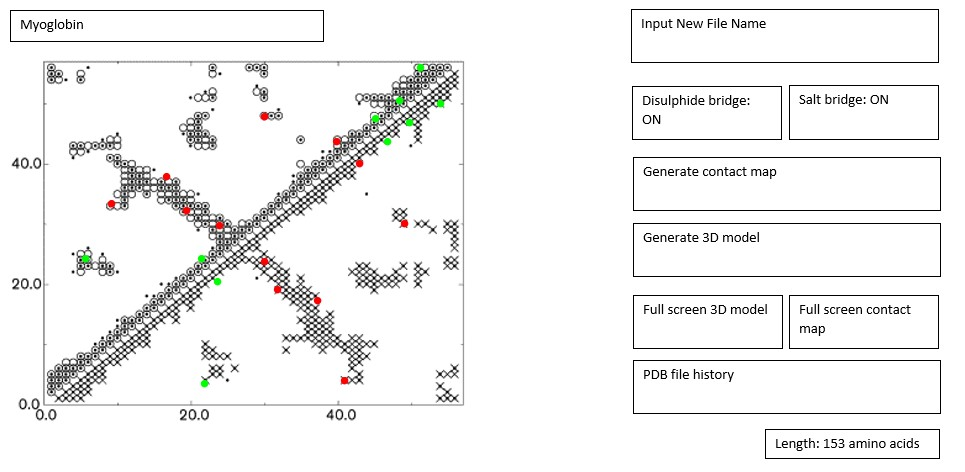 Myoglobin
Input New File Name
Disulphide bridge:
ON
Salt bridge: ON
Generate contact map
Generate 3D model
Full screen 3D model
Full screen contact
map
PDB file history
Length: 153 amino acids
40.0
20.0
0.0
0.0 20.0 40.0